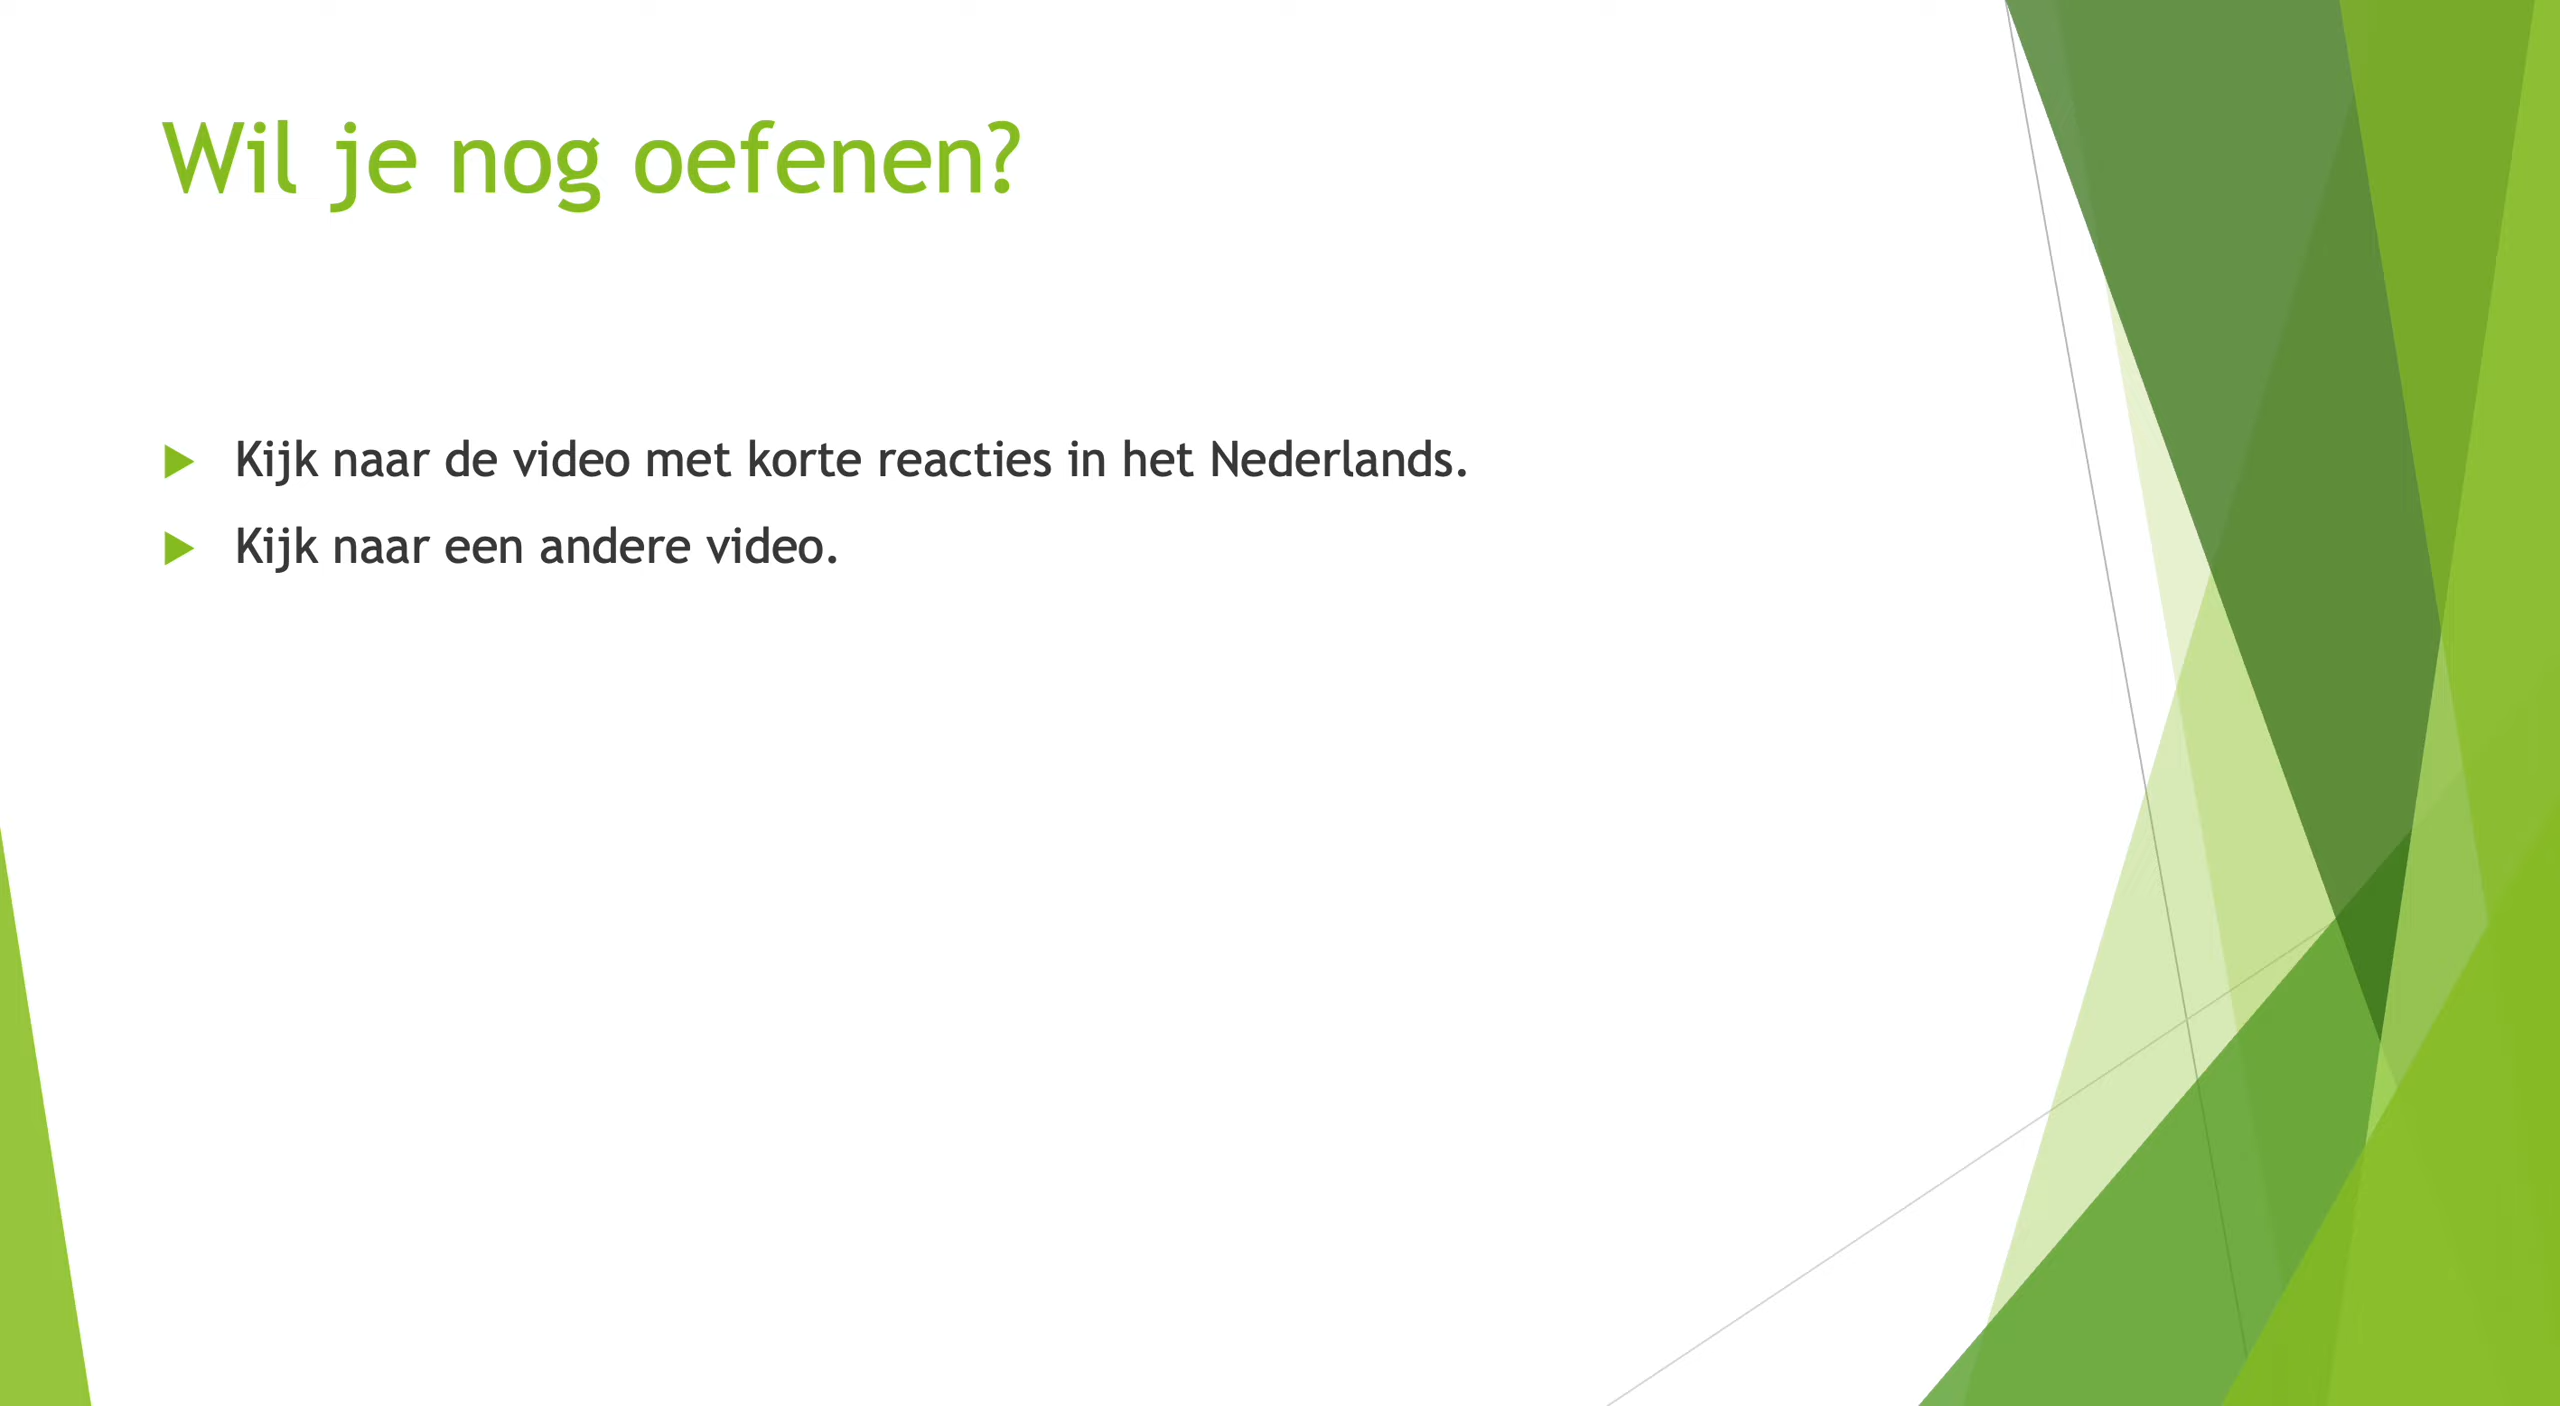 Wil je nog oefenen?
Kijk naar de video met korte reacties in het Nederlands.
Kijk naar een andere video.